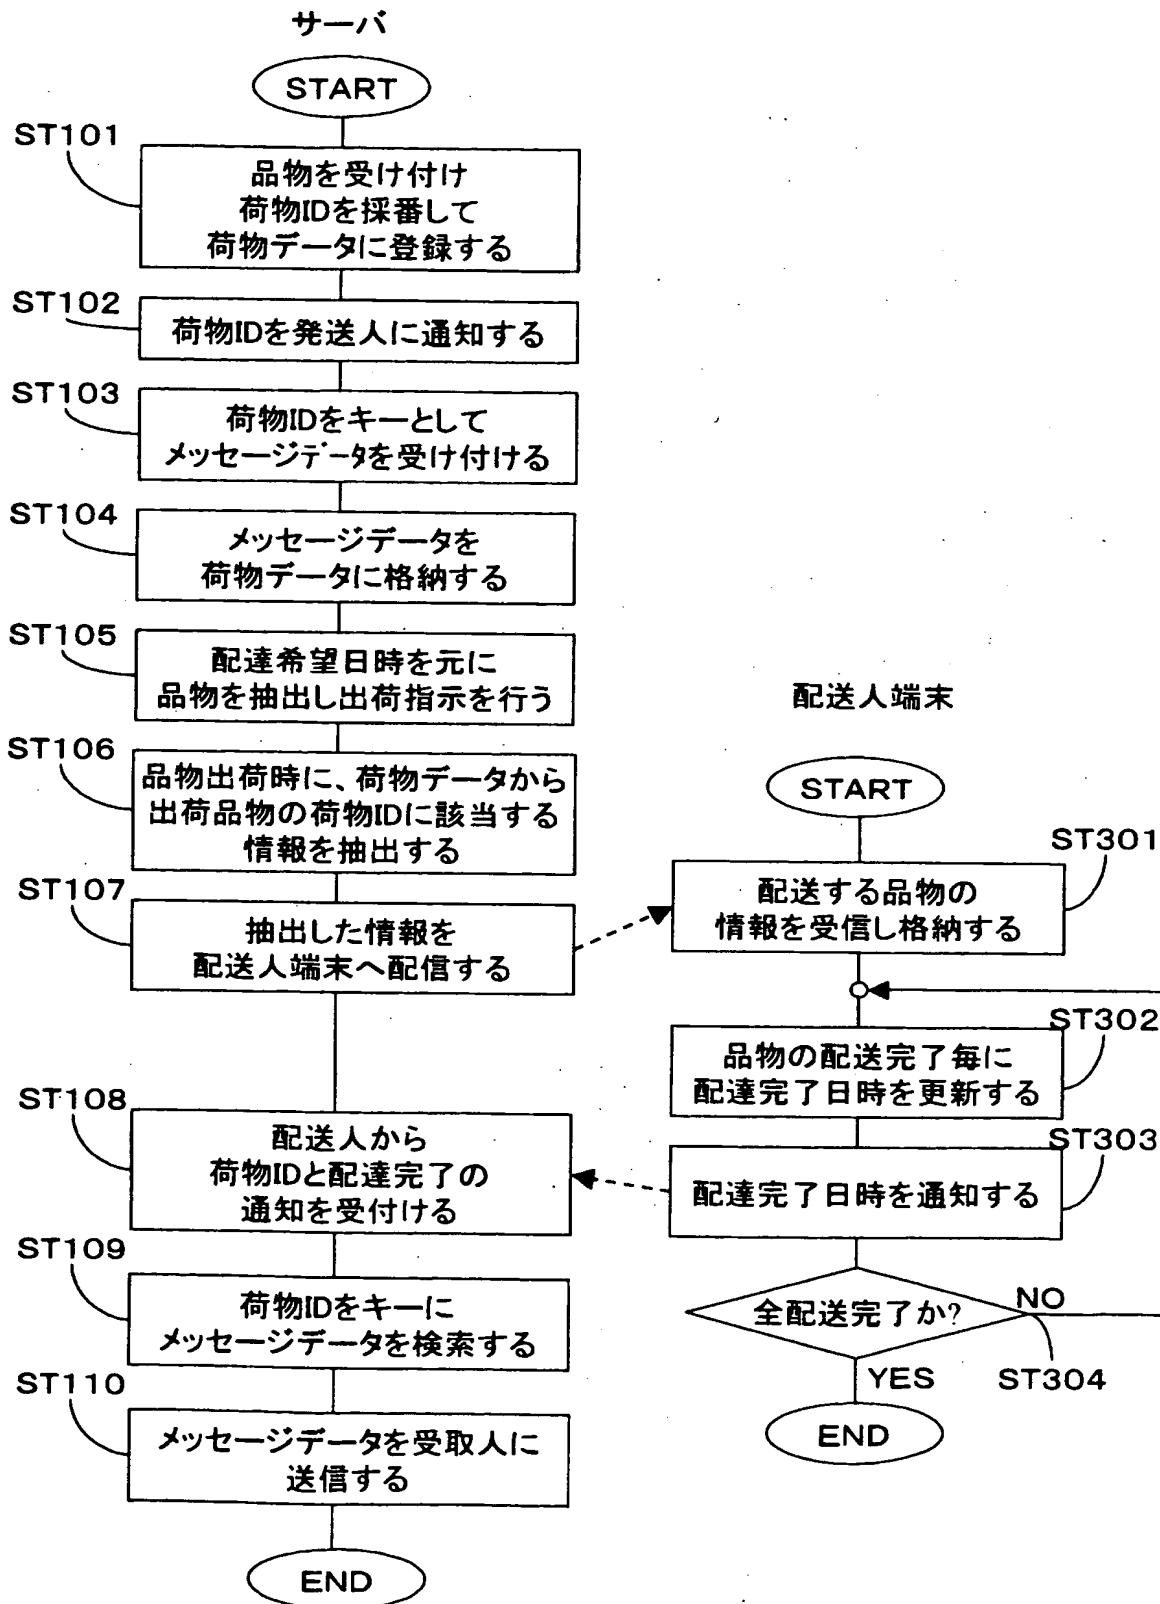 サーバ
START
ST101
品物を受け付け
荷物IDを採番して
荷物データに登録する
ST102
荷物IDを発送人に通知する
ST103
荷物IDをキーとして
メッセージデータを受け付ける
ST104
メッセージデータを
荷物データに格納する
ST105
配達希望日時を元に
品物を抽出し出荷指示を行う
ST106
品物出荷時に、荷物データから
出荷品物の荷物IDに該当する
情報を抽出する
ST107
抽出した情報を
配送人端末へ配信する
ST108
配送人から
荷物IDと配達完了の
通知を受付ける
ST109
荷物IDをキーに
メッセージデータを検索する
ST110
メッセージデータを受取人に
送信する
END
配送人端末
START
ST301
配送する品物の
情報を受信し格納する
ST302
品物の配送完了毎に
配達完了日時を更新する
ST303
配達完了日時を通知する
全配送完了か?
NO
ST304
YES
END